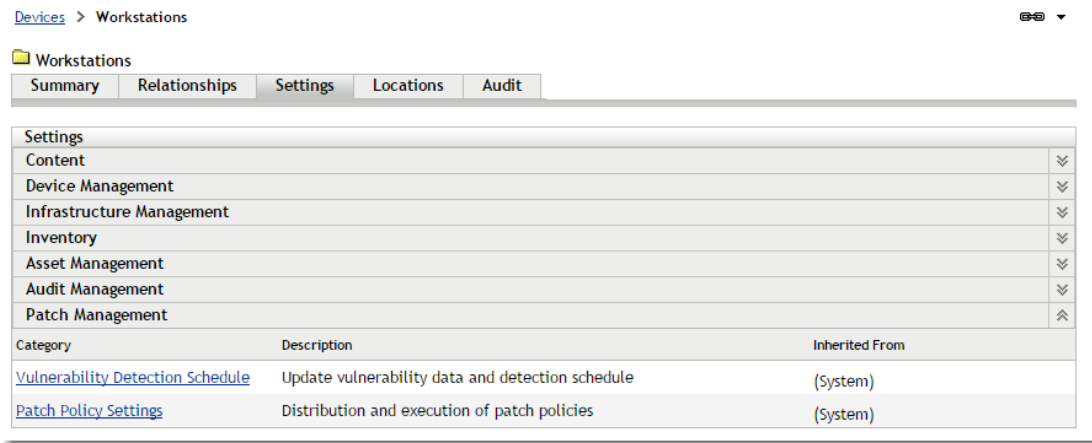 Devices > Workstations
Workstations
Summary Relationships Settings Locations Audit
Settings
Content
Device Management
Infrastructure Management
Inventory
Asset Management
Audit Management
Patch Management
Category Description Inherited From
Vulnerability Detection Schedule Update vulnerability data and detection schedule (System)
Patch Policy Settings Distribution and execution of patch policies (System)